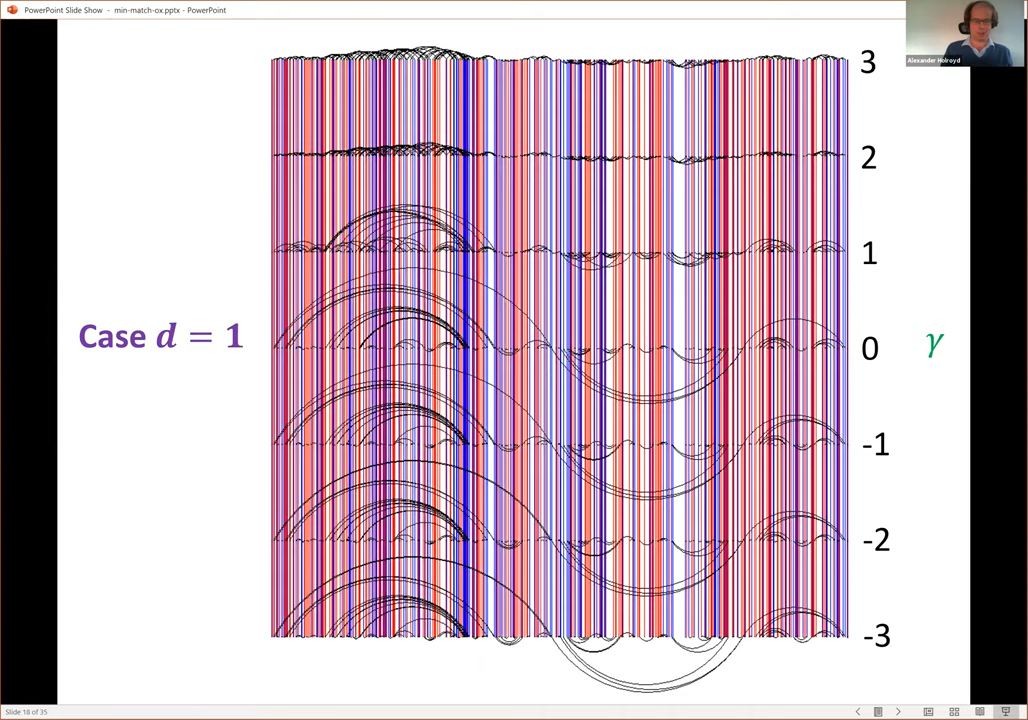 PowerPoint Slide Show - min-match-ox.pptx - PowerPoint
Alexander Holroyd
3
2
1
Case d = 1
0
γ
-1
-2
-3
Slide 18 of 35